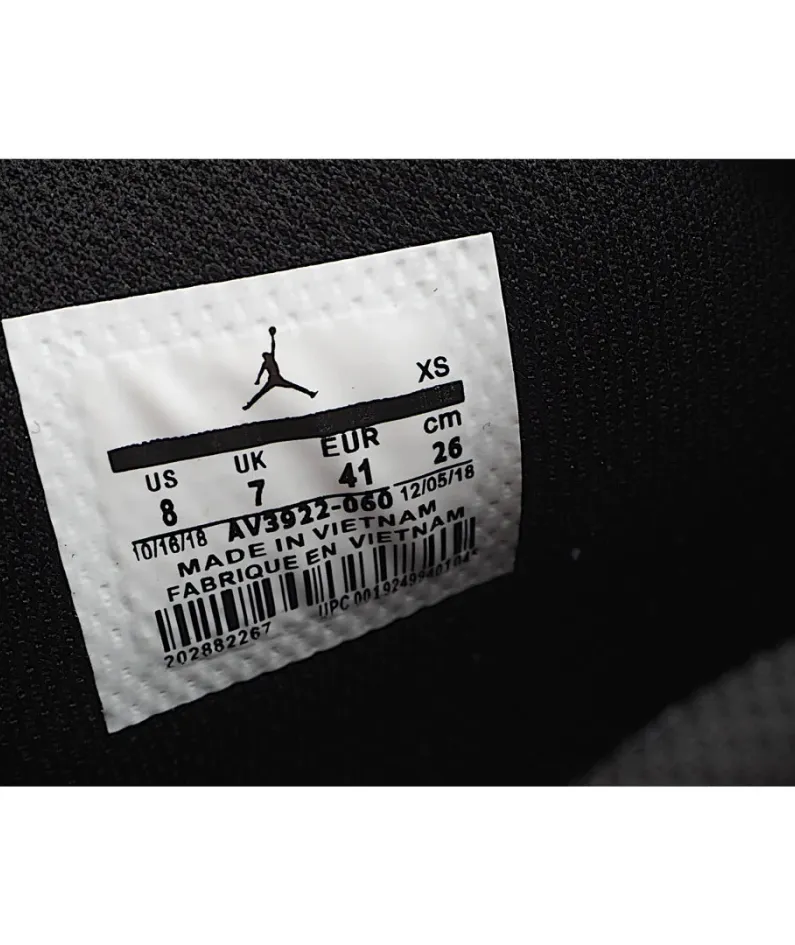 XS
US UK EUR cm
8 7 41 26
10/16/18 AV3922-060 12/05/18
MADE IN VIETNAM
FABRIQUE EN VIETNAM
202882267 UPC